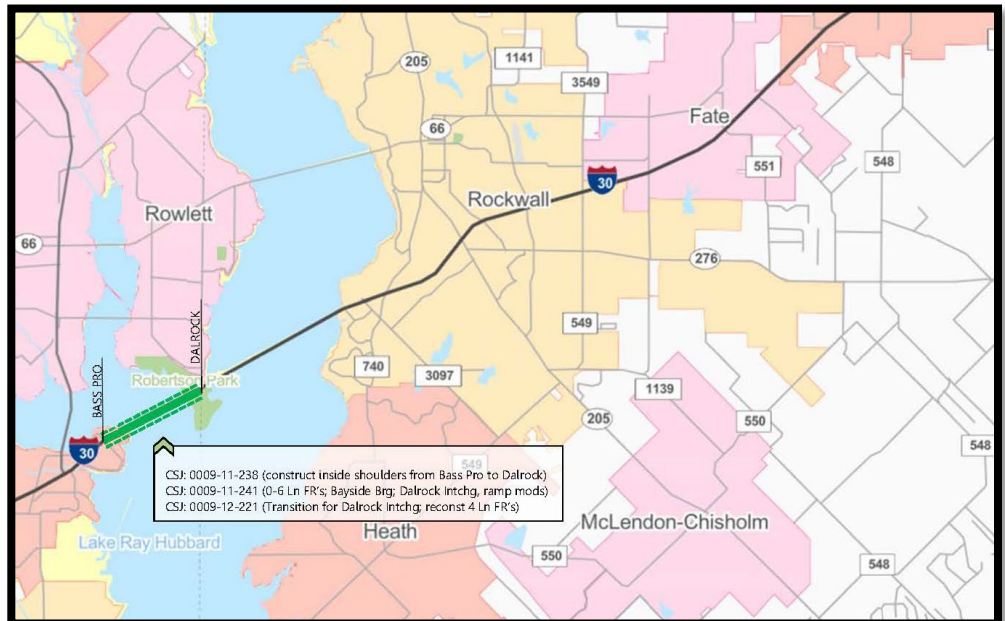 205
1141
3549
66
Fate
551
548
30
Rockwall
Rowlett
66
276
DALROCK
549
740
3097
Robertson Park
1139
BASS PRO
205
550
548
30
549
CSJ: 0009-11-238 (construct inside shoulders from Bass Pro to Dalrock)
CSJ: 0009-11-241 (0-6 Ln FR's; Bayside Brg; Dalrock Intchg, ramp mods)
CSJ: 0009-12-221 (Transition for Dalrock Intchg; reconst 4 Ln FR's)
McLendon-Chisholm
Heath
Lake Ray Hubbard
550
548